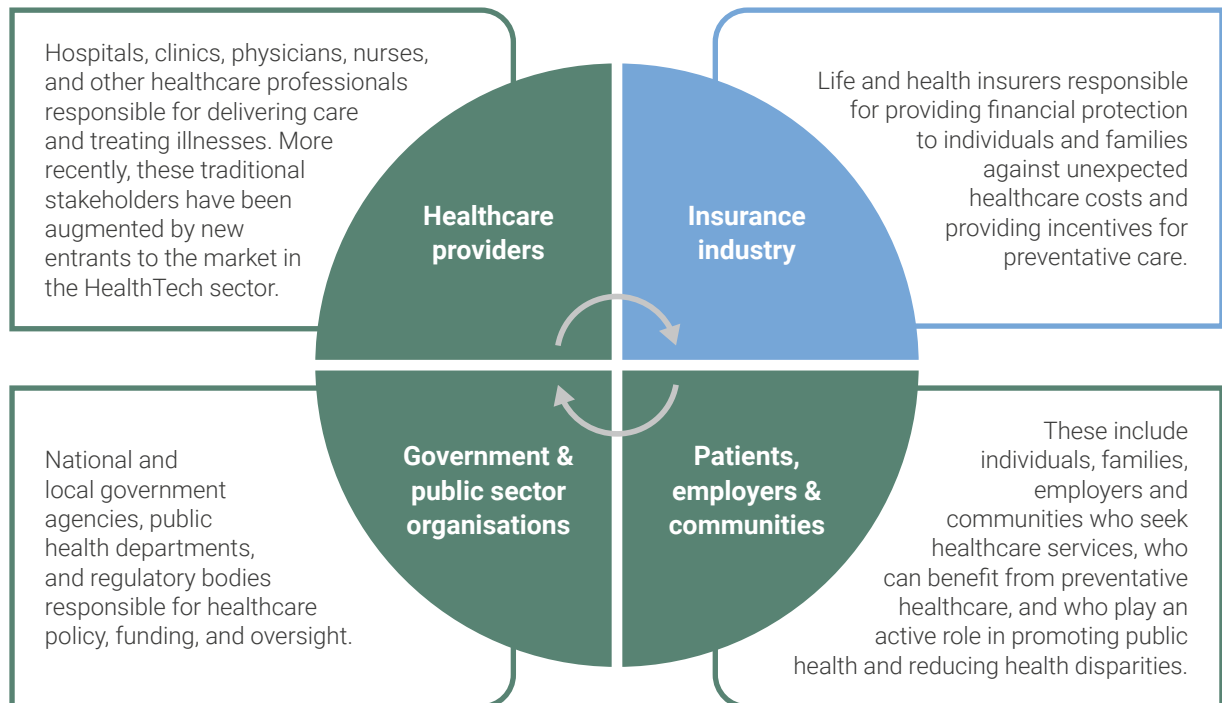 Hospitals, clinics, physicians, nurses,
and other healthcare professionals
responsible for delivering care
and treating illnesses. More
recently, these traditional
stakeholders have been
augmented by new
entrants to the market in
the HealthTech sector.
Healthcare
providers
Insurance
industry
Life and health insurers responsible
for providing financial protection
to individuals and families
against unexpected
healthcare costs and
providing incentives for
preventative care.
National and
local government
agencies, public
health departments,
and regulatory bodies
responsible for healthcare
policy, funding, and oversight.
Government &
public sector
organisations
Patients,
employers &
communities
These include
individuals, families,
employers and
communities who seek
healthcare services, who
can benefit from preventative
healthcare, and who play an
active role in promoting public
health and reducing health disparities.